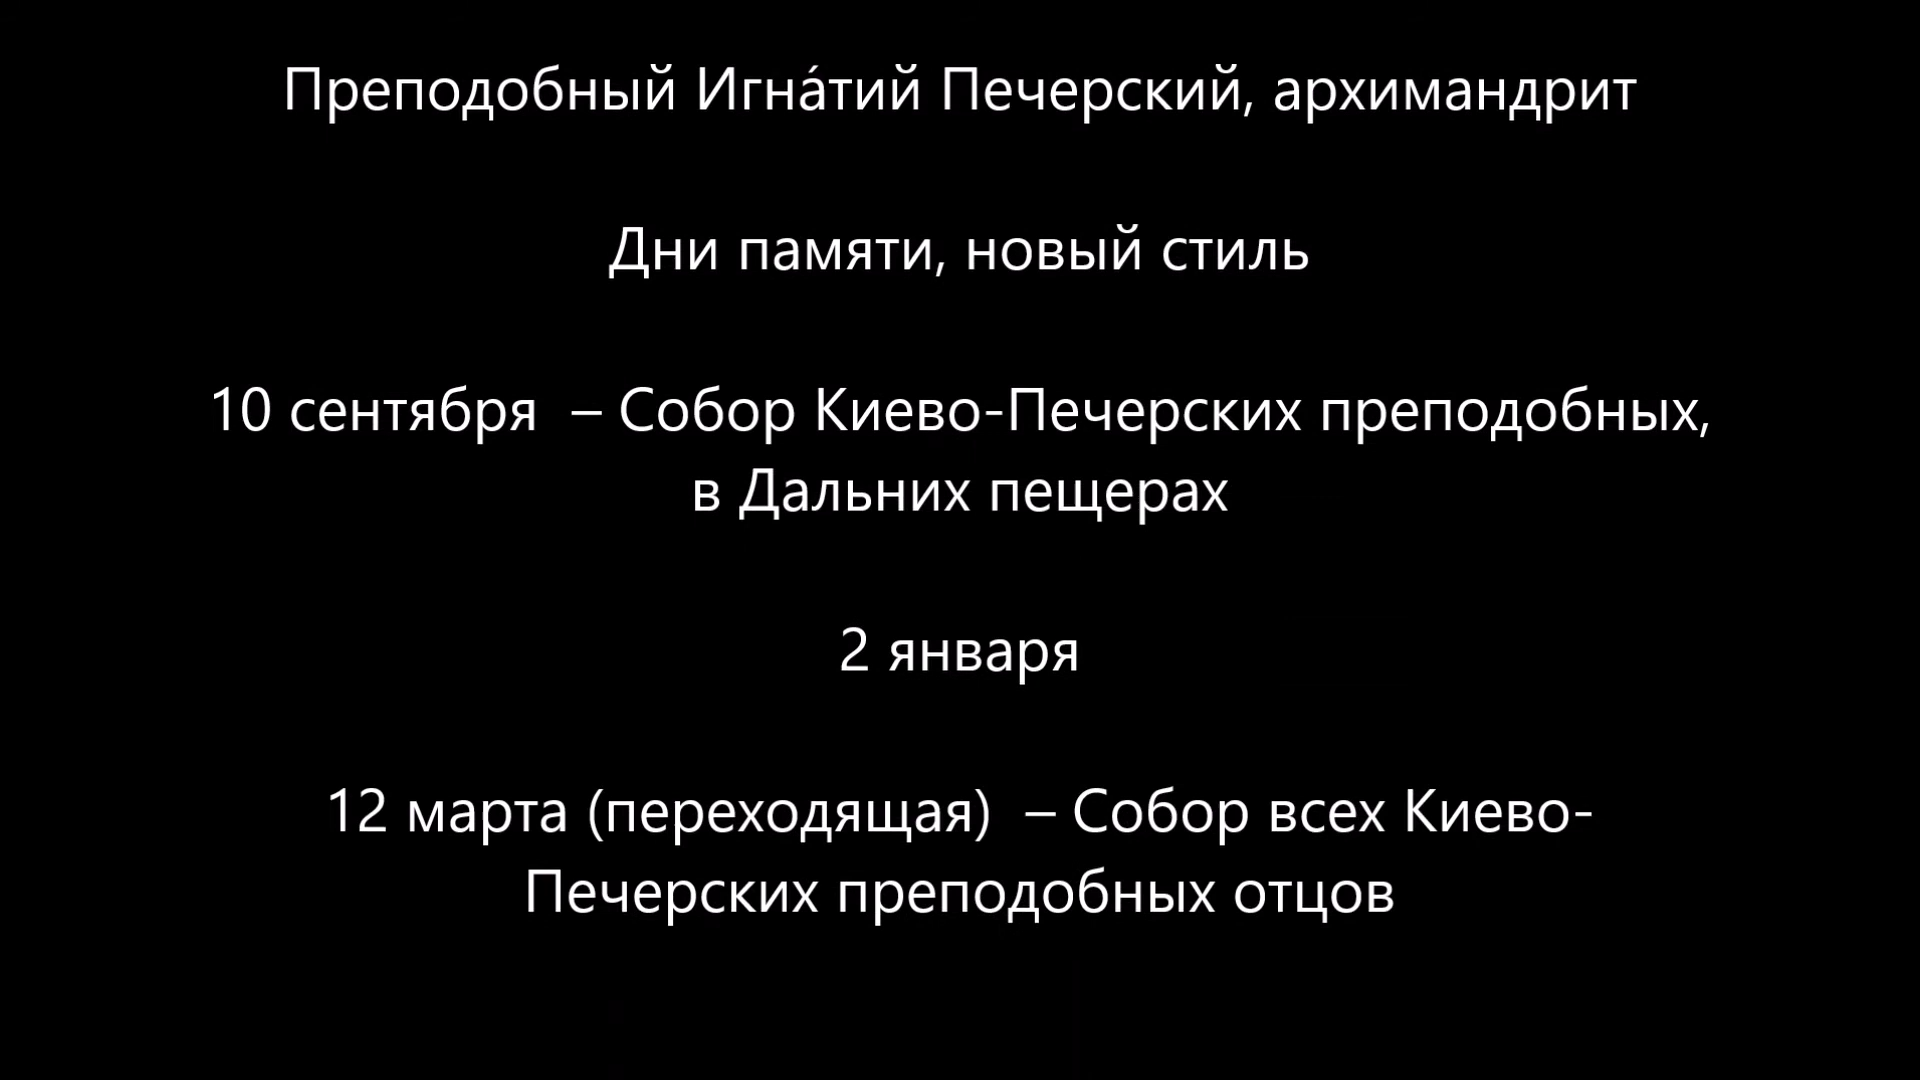 Преподобный Игна́тий Печерский, архимандрит
Дни памяти, новый стиль
10 сентября – Собор Киево-Печерских преподобных,
в Дальних пещерах
2 января
12 марта (переходящая) – Собор всех Киево-
Печерских преподобных отцов